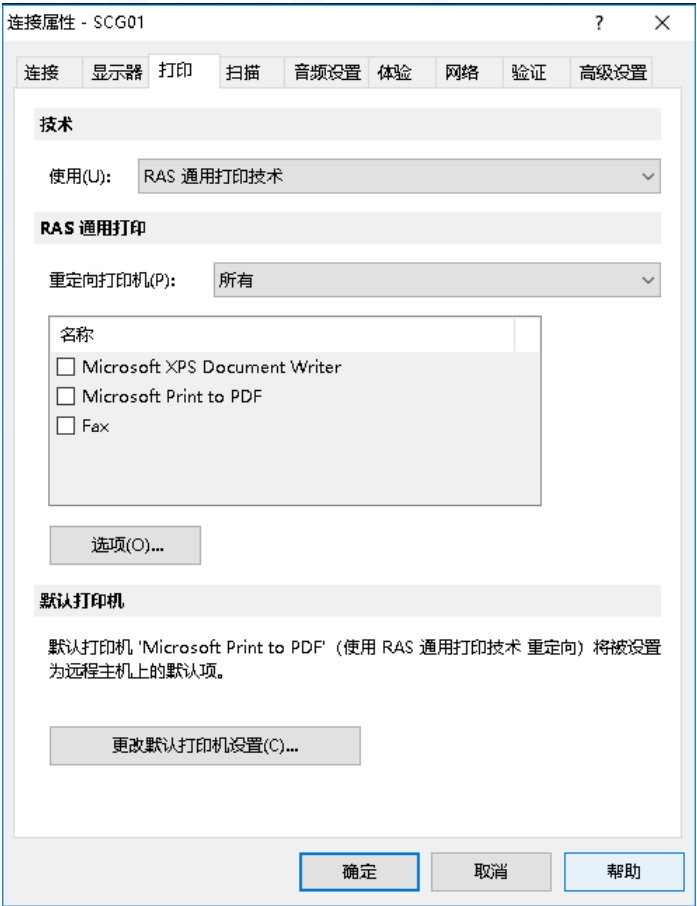 连接属性 - SCG01
?
连接 显示器 打印 扫描 音频设置 体验 网络 验证 高级设置
技术
使用(U): RAS 通用打印技术
RAS 通用打印
重定向打印机(P): 所有
名称
Microsoft XPS Document Writer
Microsoft Print to PDF
Fax
选项(O)...
默认打印机
默认打印机 'Microsoft Print to PDF'（使用 RAS 通用打印技术 重定向）将被设置
为远程主机上的默认项。
更改默认打印机设置(C)...
确定 取消 帮助